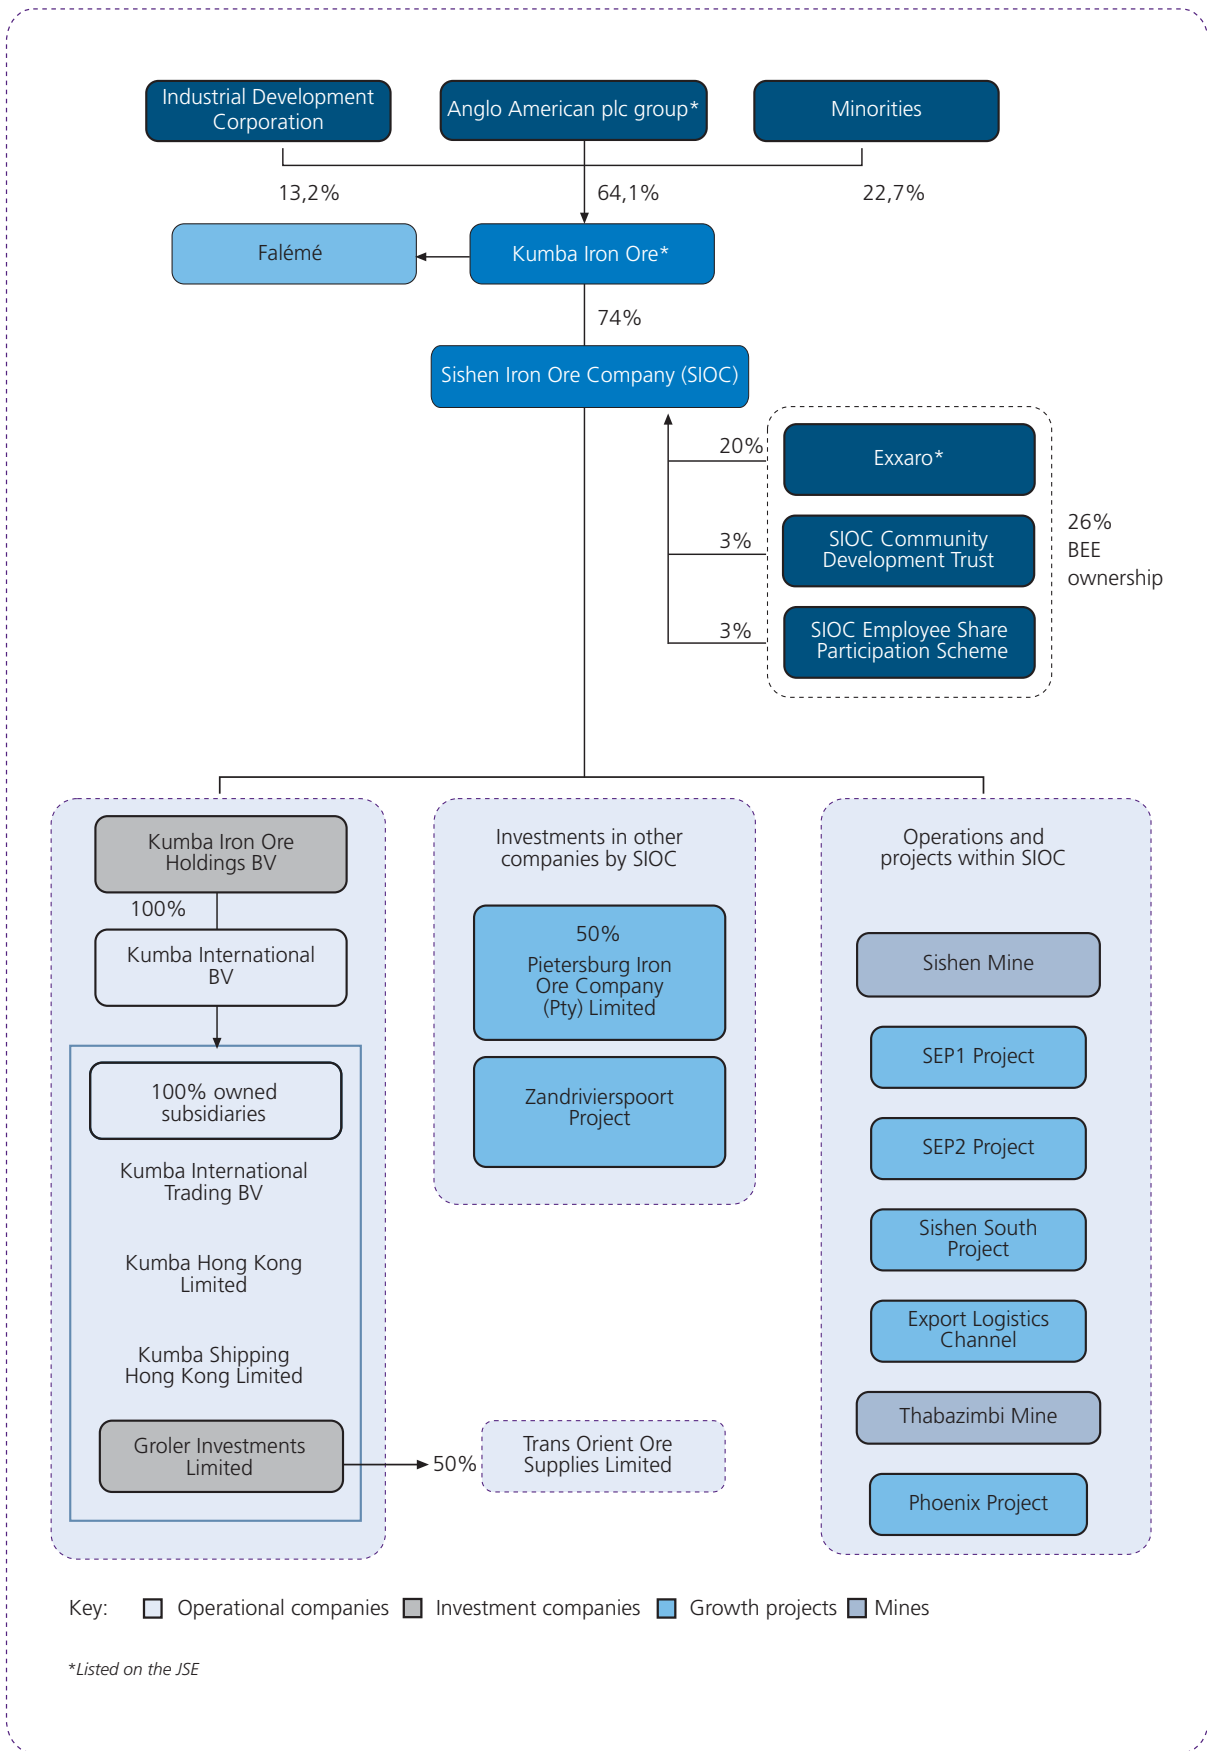 Industrial Development
Corporation
Anglo American plc group*
Minorities
13,2%
64,1%
22,7%
Falémé
Kumba Iron Ore*
74%
Sishen Iron Ore Company (SIOC)
20%
Exxaro*
3%
SIOC Community
Development Trust
3%
SIOC Employee Share
Participation Scheme
26%
BEE
ownership
Kumba Iron Ore
Holdings BV
100%
Kumba International
BV
100% owned
subsidiaries
Kumba International
Trading BV
Kumba Hong Kong
Limited
Kumba Shipping
Hong Kong Limited
Groler Investments
Limited
50%
Trans Orient Ore
Supplies Limited
Investments in other
companies by SIOC
50%
Pietersburg Iron
Ore Company
(Pty) Limited
Zandrivierspoort
Project
Operations and
projects within SIOC
Sishen Mine
SEP1 Project
SEP2 Project
Sishen South
Project
Export Logistics
Channel
Thabazimbi Mine
Phoenix Project
Key: Operational companies Investment companies Growth projects Mines
*Listed on the JSE